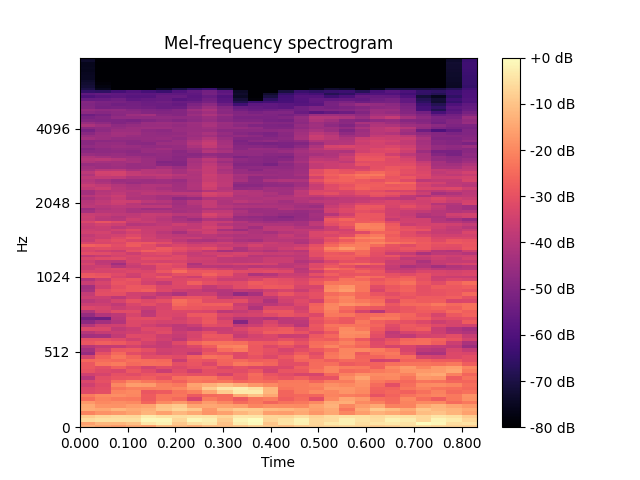 Mel-frequency spectrogram
+0 dB
-10 dB
-20 dB
-30 dB
-40 dB
-50 dB
-60 dB
-70 dB
-80 dB
4096
2048
1024
512
0
Hz
0.000 0.100 0.200 0.300 0.400 0.500 0.600 0.700 0.800
Time